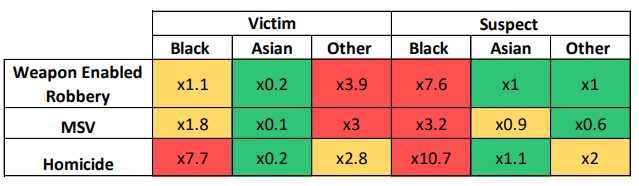 Victim Suspect
Black Asian Other Black Asian Other
Weapon Enabled
Robbery x1.1 x0.2 x3.9 x7.6 x1 x1
MSV x1.8 x0.1 x3 x3.2 x0.9 x0.6
Homicide x7.7 x0.2 x2.8 x10.7 x1.1 x2